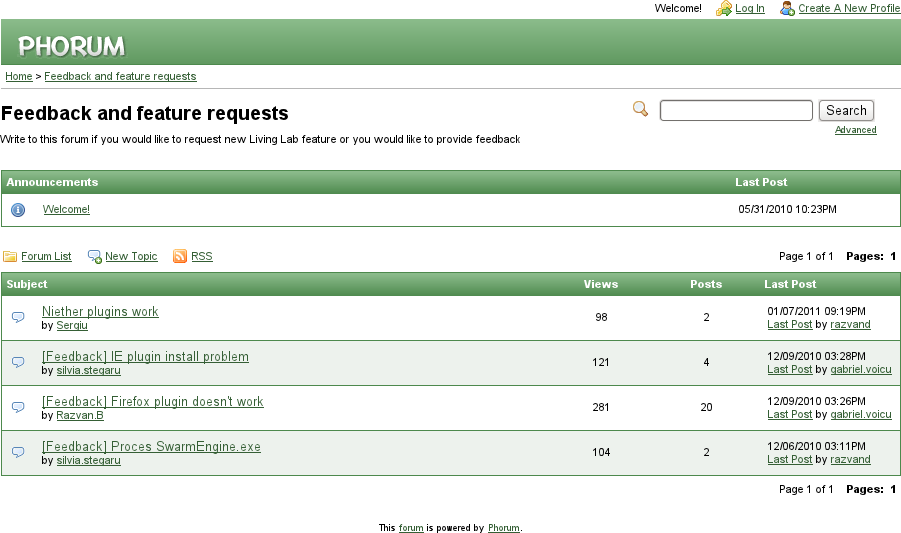 Welcome! Log In Create A New Profile
PHORUM
Home > Feedback and feature requests
Feedback and feature requests
Search
Advanced
Write to this forum if you would like to request new Living Lab feature or you would like to provide feedback
Announcements Last Post
Welcome! 05/31/2010 10:23PM
Forum List New Topic RSS Page 1 of 1 Pages: 1
Subject Views Posts Last Post
Niether plugins work 98 2 01/07/2011 09:19PM
by Sergiu Last Post by razvand
[Feedback] IE plugin install problem 121 4 12/09/2010 03:28PM
by silvia.stegaru Last Post by gabriel.voicu
[Feedback] Firefox plugin doesn't work 281 20 12/09/2010 03:26PM
by Razvan.B Last Post by gabriel.voicu
[Feedback] Proces SwarmEngine.exe 104 2 12/06/2010 03:11PM
by silvia.stegaru Last Post by razvand
Page 1 of 1 Pages: 1
This forum is powered by Phorum.